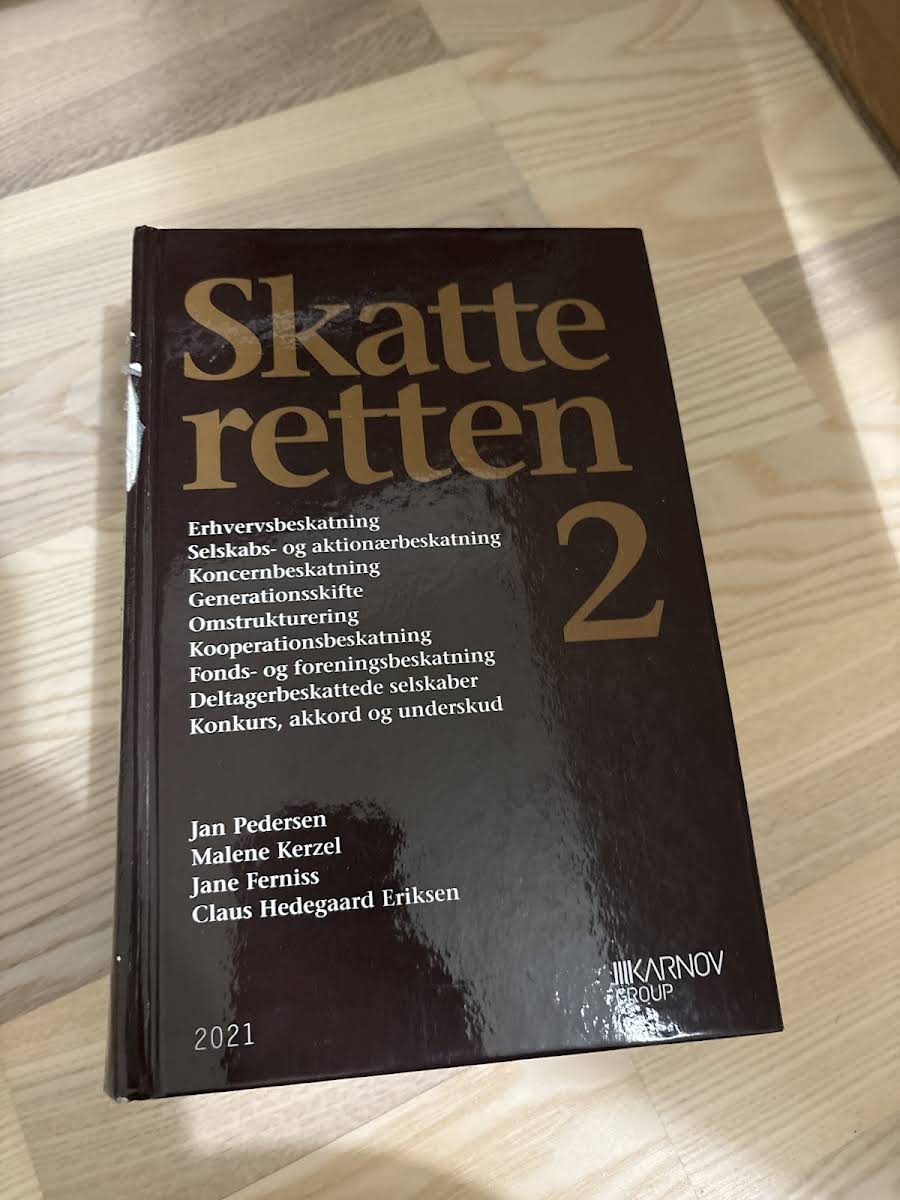 Skatte
retten
2
Erhvervsbeskatning
Selskabs- og aktionærbeskatning
Koncernbeskatning
Generationsskifte
Omstrukturering
Kooperationsbeskatning
Fonds- og foreningsbeskatning
Deltagerbeskattede selskaber
Konkurs, akkord og underskud
Jan Pedersen
Malene Kerzel
Jane Ferniss
Claus Hedegaard Eriksen
KARNOV
GROUP
2021